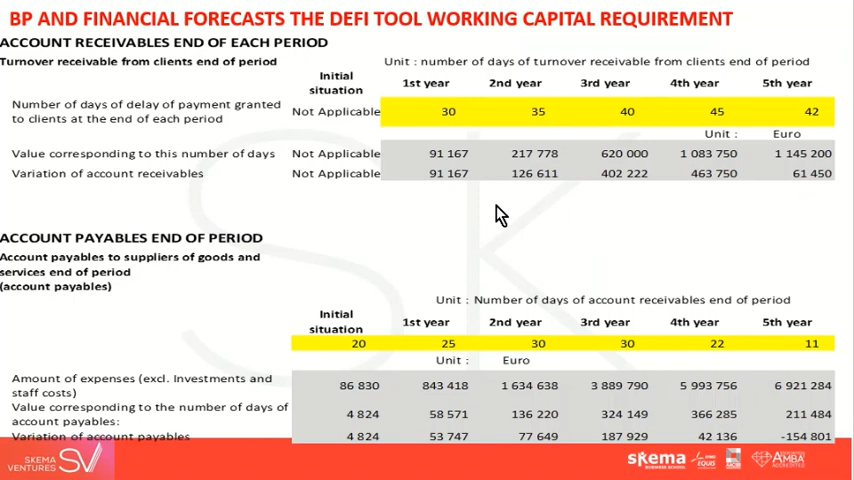 BP AND FINANCIAL FORECASTS THE DEFI TOOL WORKING CAPITAL REQUIREMENT
ACCOUNT RECEIVABLES END OF EACH PERIOD
Turnover receivable from clients end of period
Unit : number of days of turnover receivable from clients end of period
Initial situation 1st year 2nd year 3rd year 4th year 5th year
Number of days of delay of payment granted
to clients at the end of each period
Not Applicable 30 35 40 45 42
Unit : Euro
Value corresponding to this number of days Not Applicable 91 167 217 778 620 000 1 083 750 1 145 200
Variation of account receivables Not Applicable 91 167 126 611 402 222 463 750 61 450
ACCOUNT PAYABLES END OF PERIOD
Account payables to suppliers of goods and
services end of period
(account payables)
Unit : Number of days of account receivables end of period
Initial situation 1st year 2nd year 3rd year 4th year 5th year
20 25 30 30 22 11
Unit : Euro
Amount of expenses (excl. Investments and
staff costs)
86 830 843 418 1 634 638 3 889 790 5 993 756 6 921 284
Value corresponding to the number of days of
account payables:
4 824 58 571 136 220 324 149 366 285 211 484
Variation of account payables 4 824 53 747 77 649 187 929 42 136 -154 801
SKEMA
VENTURES SV
skema
BUSINESS SCHOOL
EQUIS
AMBA
ACCREDITED